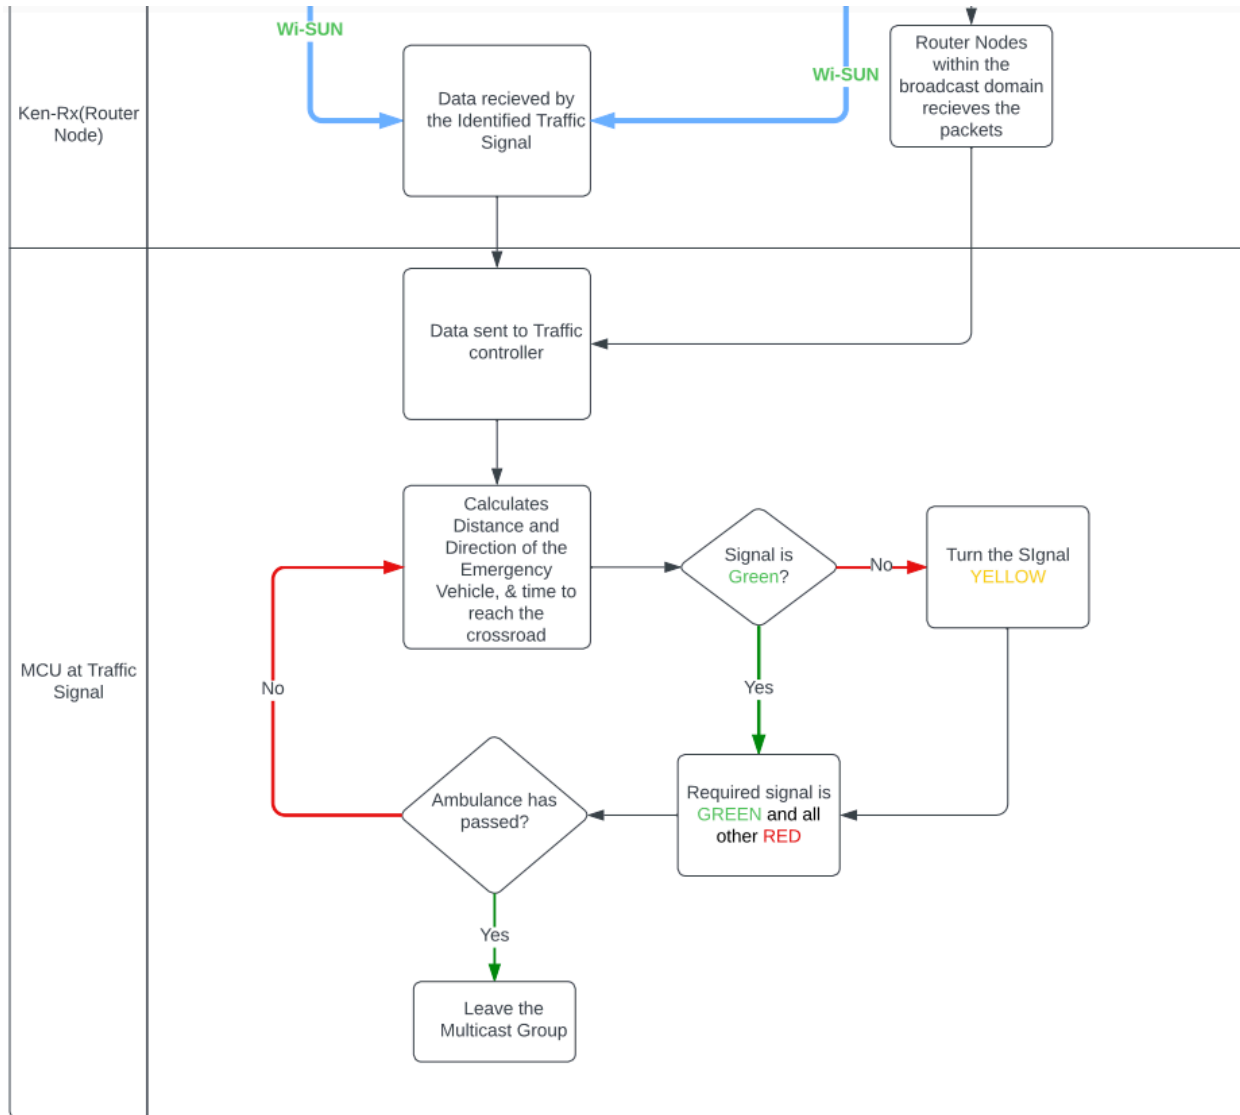 Wi-SUN
Wi-SUN
Router Nodes
within the
broadcast domain
recieves the
packets
Ken-Rx(Router
Node)
Data recieved by
the Identified Traffic
Signal
Data sent to Traffic
controller
MCU at Traffic
Signal
Calculates
Distance and
Direction of the
Emergency
Vehicle, & time to
reach the
crossroad
Signal is
Green?
No
Turn the SIgnal
YELLOW
Yes
No
Required signal is
GREEN and all
other RED
Ambulance has
passed?
Yes
Leave the
Multicast Group